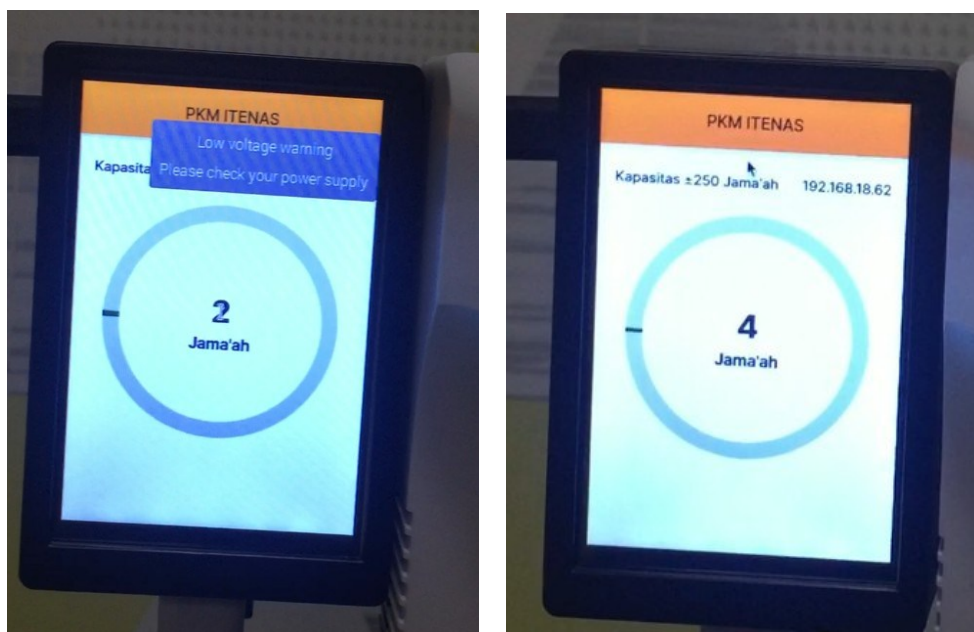 PKM ITENAS
Low voltage warning
Please check your power supply
Kapasita
2
Jama'ah
PKM ITENAS
Kapasitas ±250 Jama'ah 192.168.18.62
4
Jama'ah